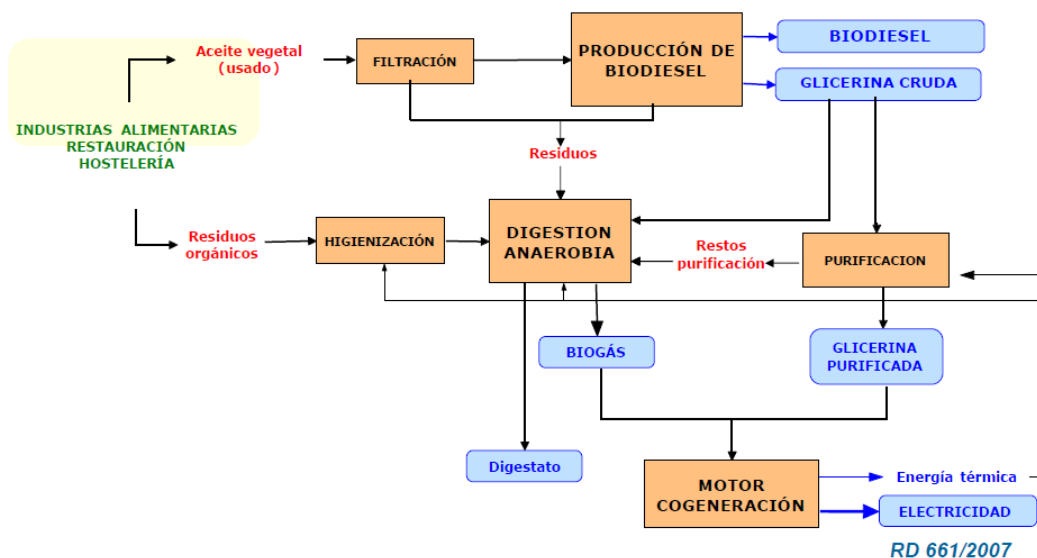 Aceite vegetal
(usado)
FILTRACIÓN
PRODUCCIÓN DE
BIODIESEL
BIODIESEL
GLICERINA CRUDA
INDUSTRIAS ALIMENTARIAS
RESTAURACIÓN
HOSTELERÍA
Residuos
Residuos
orgánicos
HIGIENIZACIÓN
DIGESTION
ANAEROBIA
Restos
purificación
PURIFICACION
BIOGÁS
GLICERINA
PURIFICADA
Digestato
MOTOR
COGENERACIÓN
Energía térmica
ELECTRICIDAD
RD 661/2007